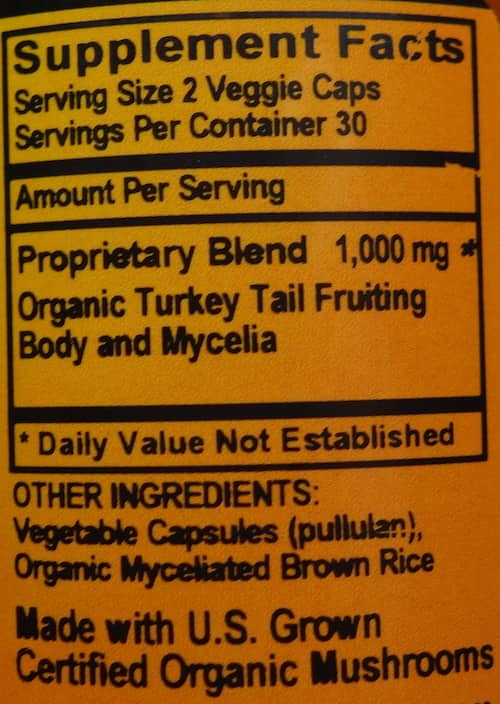 Supplement Facts
Serving Size 2 Veggie Caps
Servings Per Container 30
Amount Per Serving
Proprietary Blend 1,000 mg *
Organic Turkey Tail Fruiting
Body and Mycelia
* Daily Value Not Established
OTHER INGREDIENTS:
Vegetable Capsules (pullulan),
Organic Myceliated Brown Rice
Made with U.S. Grown
Certified Organic Mushrooms